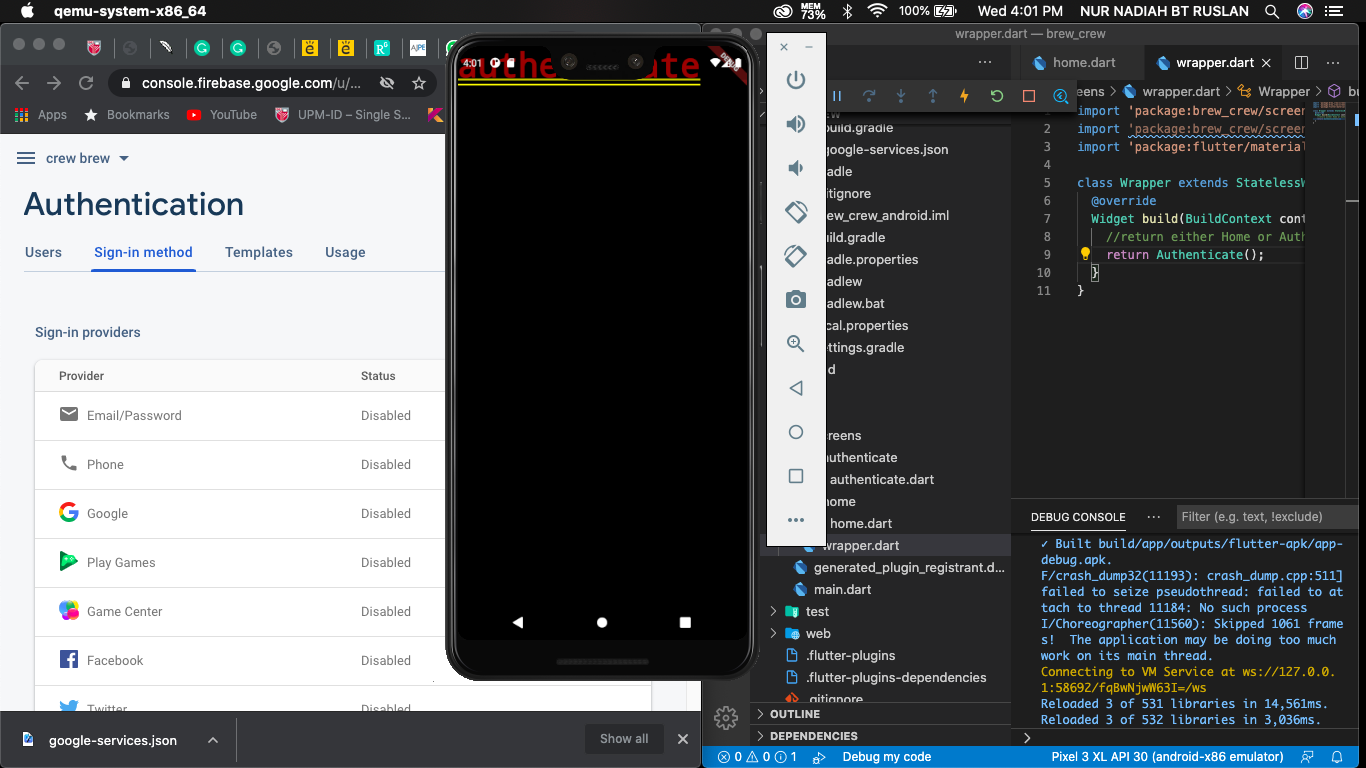 qemu-system-x86_64
MEM
73%
100%
Wed 4:01 PM
NUR NADIAH BT RUSLAN
console.firebase.google.com/u/...
Apps
Bookmarks
YouTube
UPM-ID – Single S...
crew brew
Authentication
Users
Sign-in method
Templates
Usage
Sign-in providers
Provider
Status
Email/Password
Disabled
Phone
Disabled
Google
Disabled
Play Games
Disabled
Game Center
Disabled
Facebook
Disabled
Twitter
Disabled
google-services.json
Show all
4:01
wrapper.dart — brew_crew
home.dart
wrapper.dart
eens
wrapper.dart
Wrapper
bu
build.gradle
google-services.json
adle
gitignore
ew_crew_android.iml
uild.gradle
adle.properties
adlew
adlew.bat
cal.properties
ettings.gradle
d
creens
authenticate
authenticate.dart
home
home.dart
wrapper.dart
generated_plugin_registrant.d...
main.dart
test
web
.flutter-plugins
.flutter-plugins-dependencies
.gitignore
OUTLINE
DEPENDENCIES
import 'package:brew_crew/screen
2 import 'package:brew_crew/screen
3 import 'package:flutter/material
4
5 class Wrapper extends StatelessW
6 @override
7 Widget build(BuildContext cont
8 //return either Home or Auth
9 return Authenticate();
10 }
11 }
DEBUG CONSOLE
Filter (e.g. text, !exclude)
✓ Built build/app/outputs/flutter-apk/app-
debug.apk.
F/crash_dump32(11193): crash_dump.cpp:511]
failed to seize pseudothread: failed to at
tach to thread 11184: No such process
I/Choreographer(11560): Skipped 1061 frame
s! The application may be doing too much
work on its main thread.
Connecting to VM Service at ws://127.0.0.
1:58692/fqBwNjwW63I=/ws
Reloaded 3 of 531 libraries in 14,561ms.
Reloaded 3 of 532 libraries in 3,036ms.
0 0 1
Debug my code
Pixel 3 XL API 30 (android-x86 emulator)